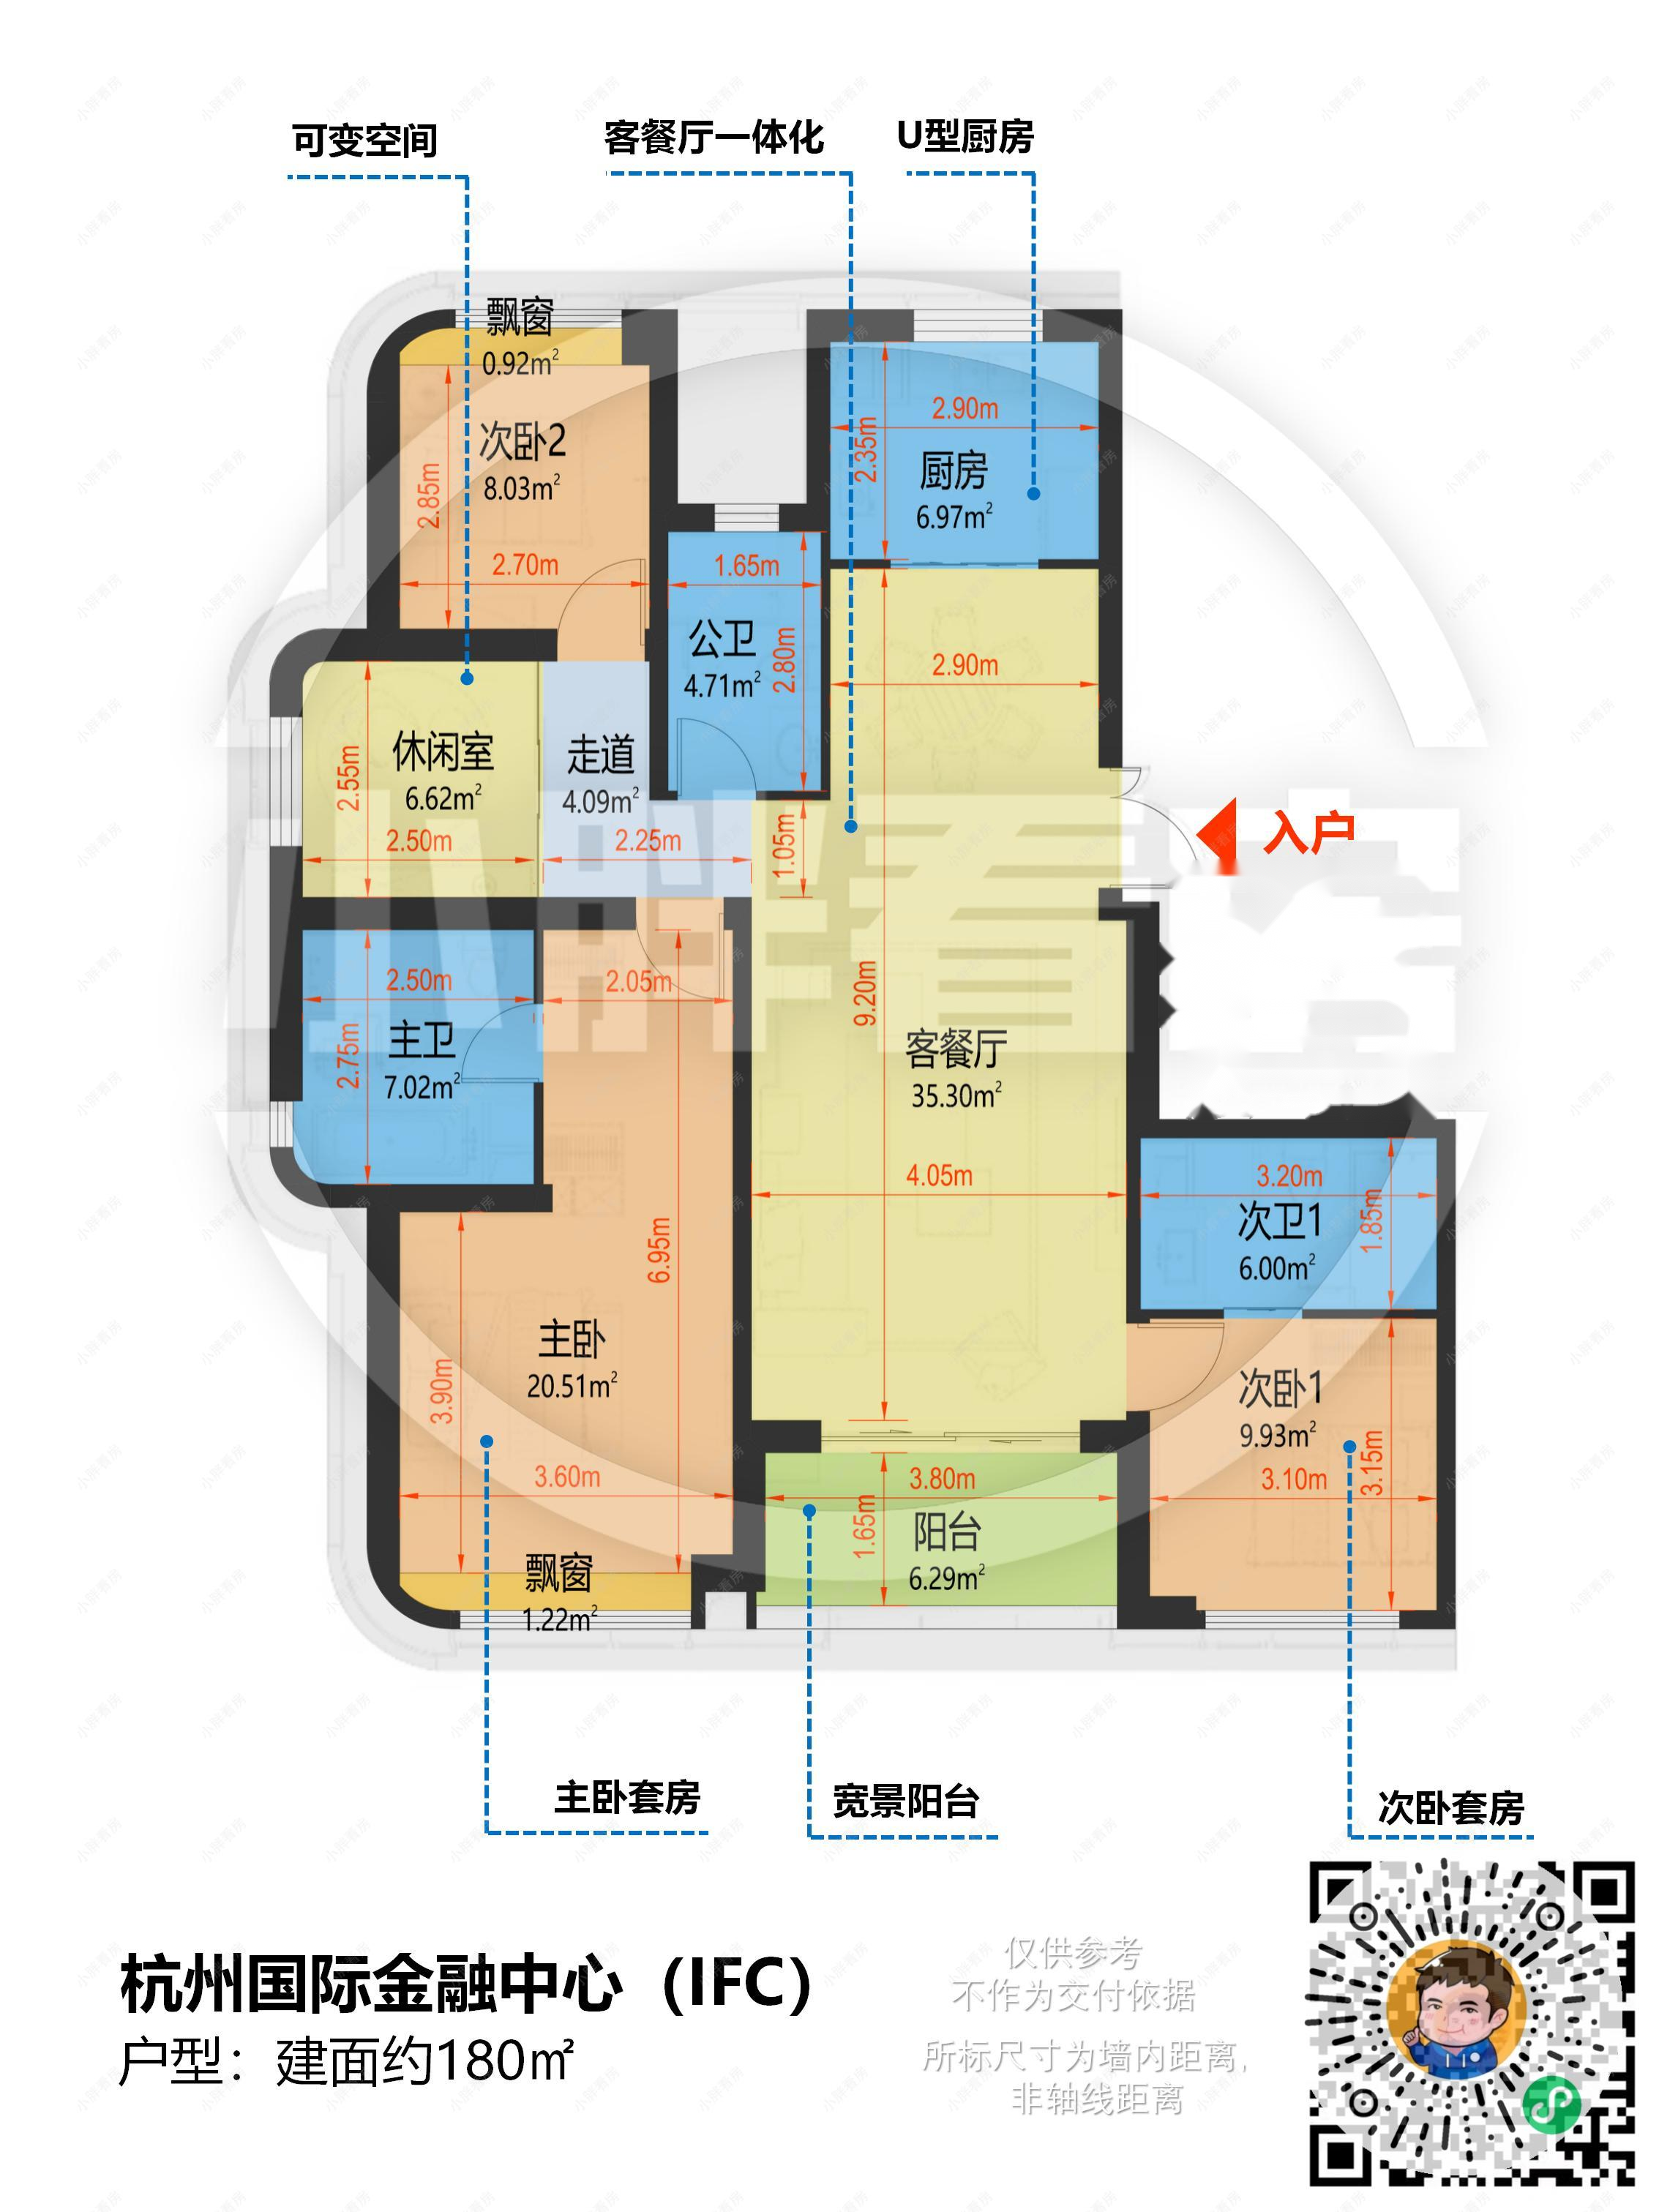 可变空间
客餐厅一体化
U型厨房
飘窗
0.92m²
次卧2
8.03m²
2.85m
2.70m
2.90m
2.35m
厨房
6.97m²
1.65m
公卫
4.71m²
2.80m
2.90m
休闲室
6.62m²
2.55m
2.50m
走道
4.09m²
2.25m
1.05m
入户
小胖看
2.50m
主卫
7.02m²
2.75m
2.05m
9.20m
客餐厅
35.30m²
4.05m
3.20m
次卫1
6.00m²
1.85m
6.95m
主卧
20.51m²
3.90m
3.60m
次卧1
9.93m²
3.10m
3.15m
3.80m
1.65m
阳台
6.29m²
飘窗
1.22m²
主卧套房
宽景阳台
次卧套房
杭州国际金融中心（IFC）
户型：建面约180㎡
仅供参考
不作为交付依据
所标尺寸为墙内距离，
非轴线距离
小胖看房